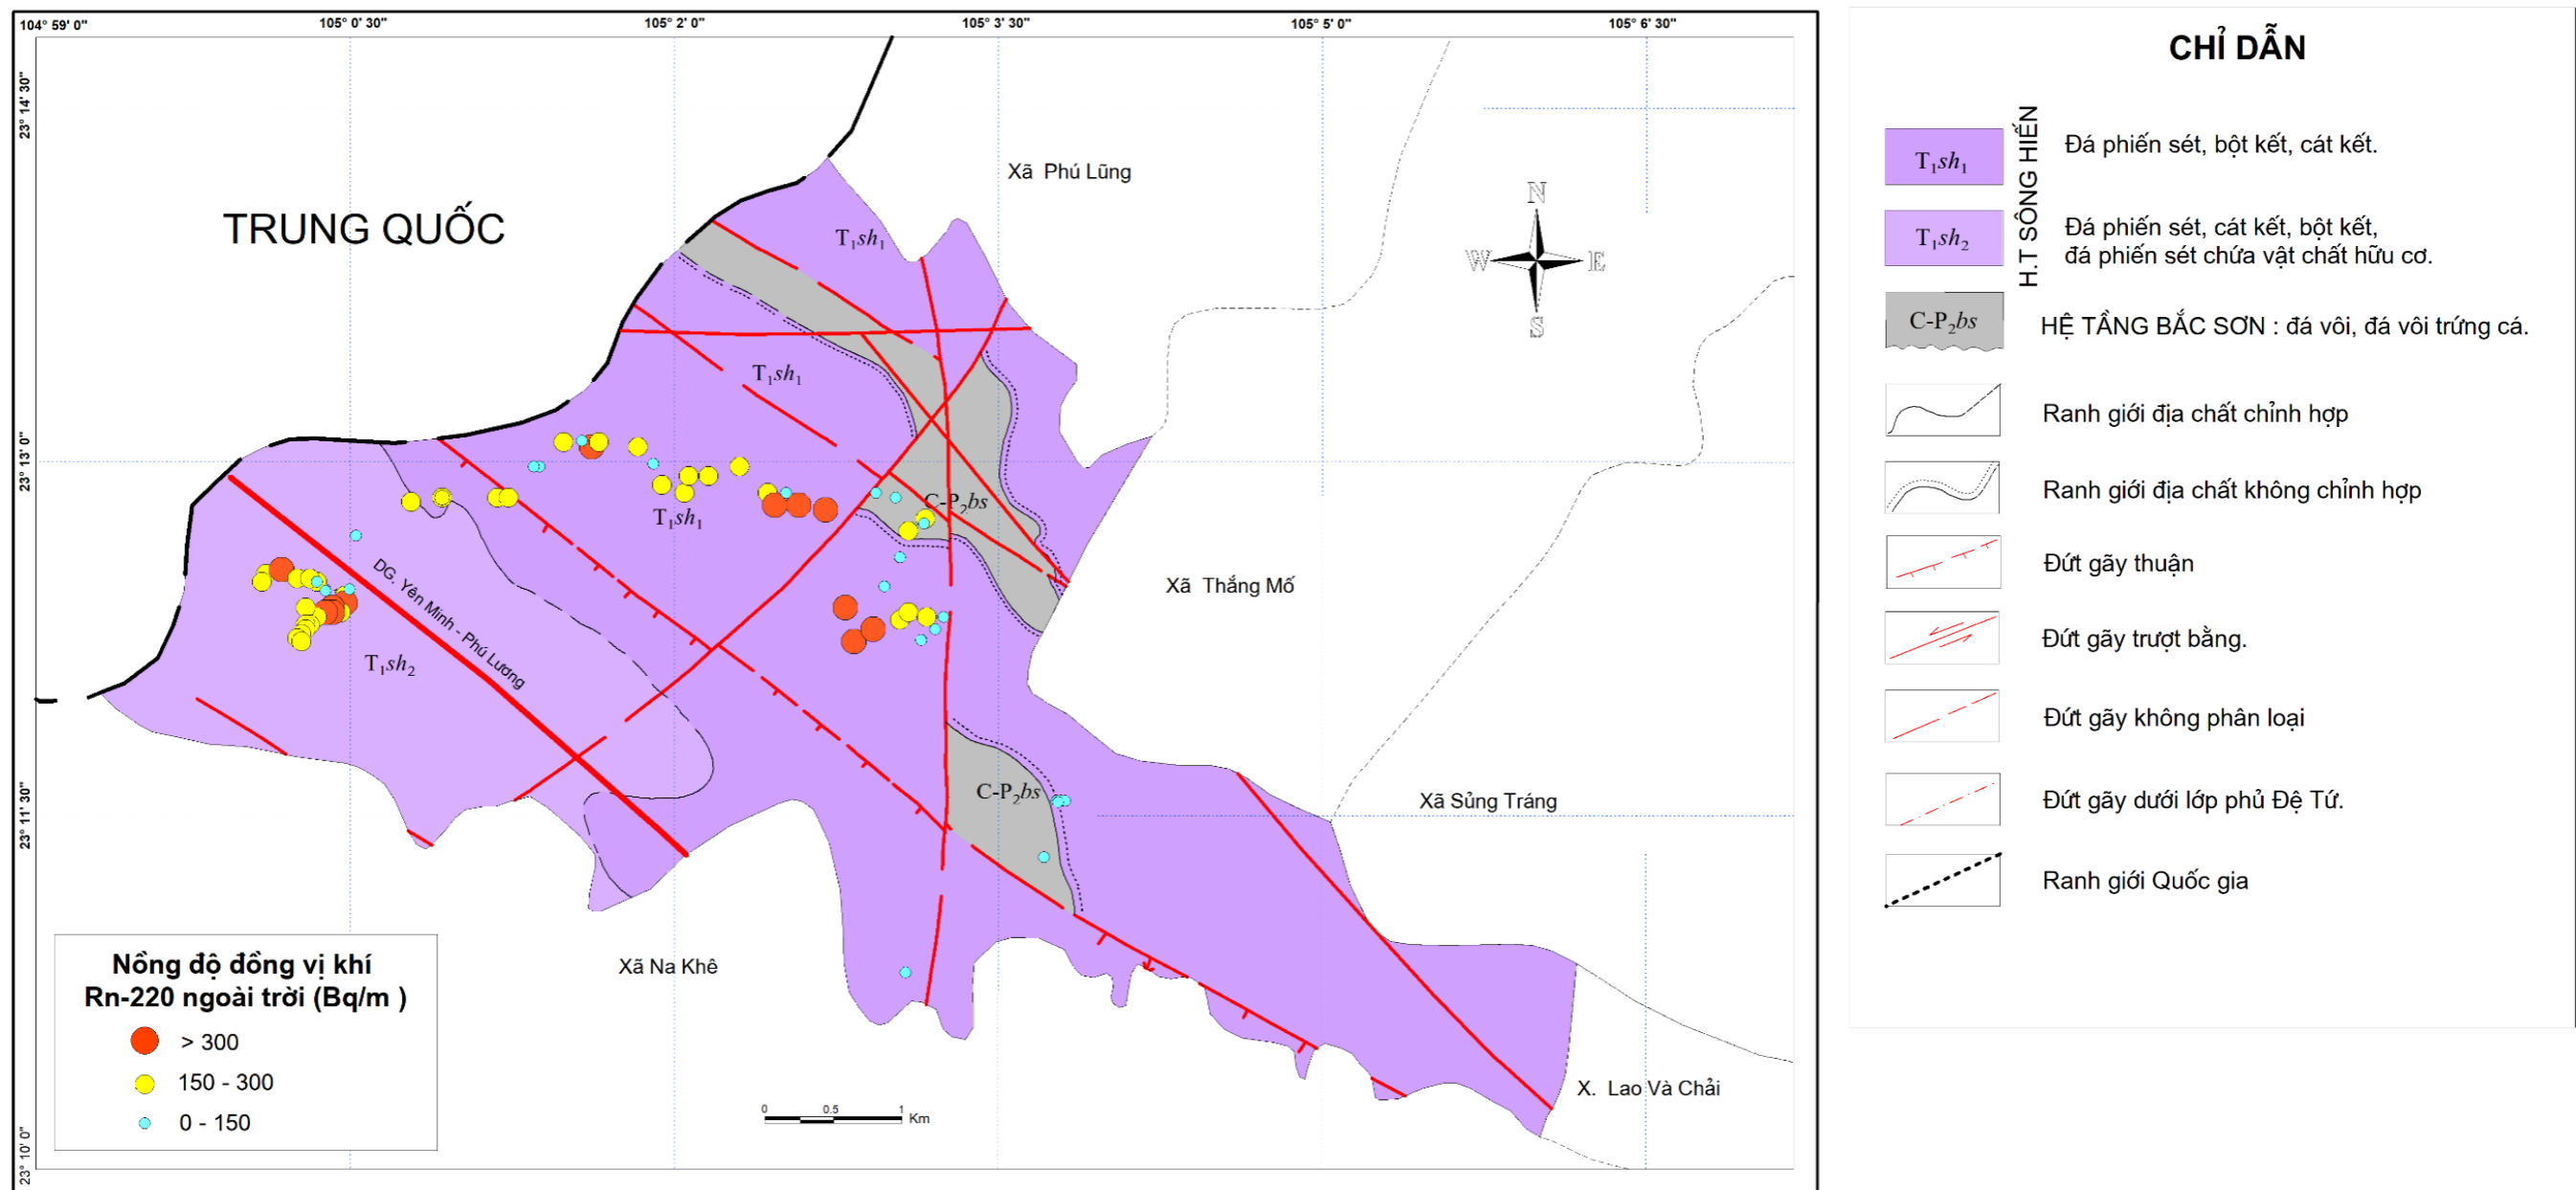 104° 59' 0"
105° 0' 30"
105° 2' 0"
105° 3' 30"
105° 5' 0"
105° 6' 30"
23° 14' 30"
23° 13' 0"
23° 11' 30"
23° 10' 0"
TRUNG QUỐC
Xã Phú Lũng
N
W E
S
T₁sh₁
T₁sh₁
C-P₂bs
T₁sh₁
Xã Thắng Mố
DG. Yên Minh - Phú Lương
T₁sh₂
C-P₂bs
Xã Sủng Tráng
Xã Na Khê
X. Lao Và Chải
0 0.5 1
Km
Nồng độ đồng vị khí
Rn-220 ngoài trời (Bq/m )
> 300
150 - 300
0 - 150
CHỈ DẪN
H.T SÔNG HIẾN
T₁sh₁
Đá phiến sét, bột kết, cát kết.
T₁sh₂
Đá phiến sét, cát kết, bột kết,
đá phiến sét chứa vật chất hữu cơ.
C-P₂bs
HỆ TẦNG BẮC SƠN : đá vôi, đá vôi trứng cá.
Ranh giới địa chất chỉnh hợp
Ranh giới địa chất không chỉnh hợp
Đứt gãy thuận
Đứt gãy trượt bằng.
Đứt gãy không phân loại
Đứt gãy dưới lớp phủ Đệ Tứ.
Ranh giới Quốc gia